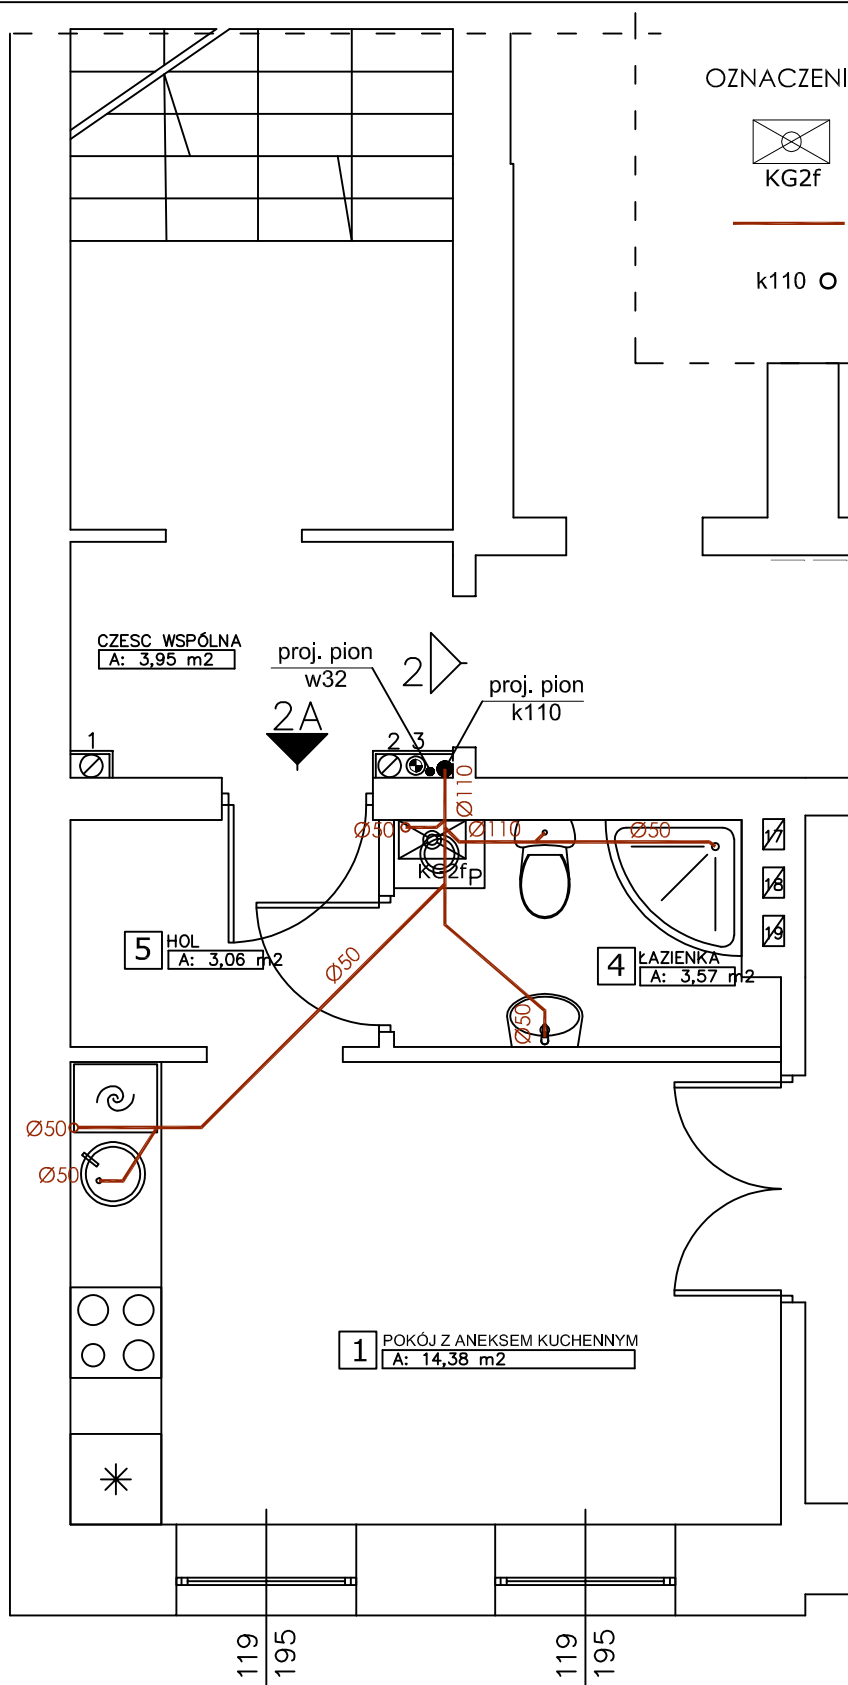 OZNACZENI
KG2f
k110
CZESC WSPÓLNA
A: 3,95 m2
proj. pion
w32
2
proj. pion
k110
2A
1
2 3
Ø110
Ø50
Ø110
Ø50
17
KG2f
P
18
19
5
HOL
A: 3,06 m2
Ø50
4
ŁAZIENKA
A: 3,57 m2
Ø50
Ø50
Ø50
1
POKÓJ Z ANEKSEM KUCHENNYM
A: 14,38 m2
119
195
119
195